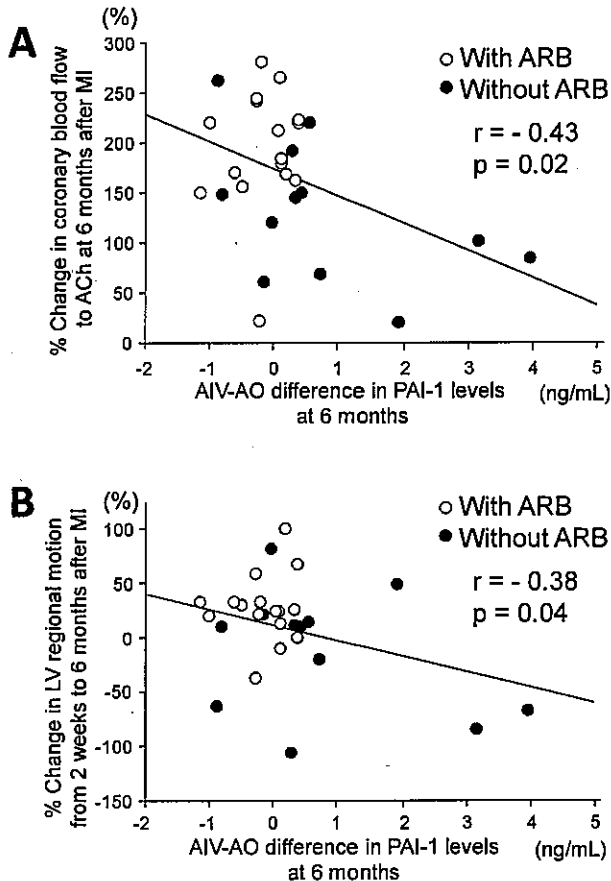 A
(%)
300
250
200
150
100
50
0
% Change in coronary blood flow
to ACh at 6 months after MI
○ With ARB
● Without ARB
r = - 0.43
p = 0.02
-2 -1 0 1 2 3 4 5
AIV-AO difference in PAI-1 levels (ng/mL)
at 6 months
B
(%)
100
50
0
-50
-100
-150
% Change in LV regional motion
from 2 weeks to 6 months after MI
○ With ARB
● Without ARB
r = - 0.38
p = 0.04
-2 -1 0 1 2 3 4 5
AIV-AO difference in PAI-1 levels (ng/mL)
at 6 months